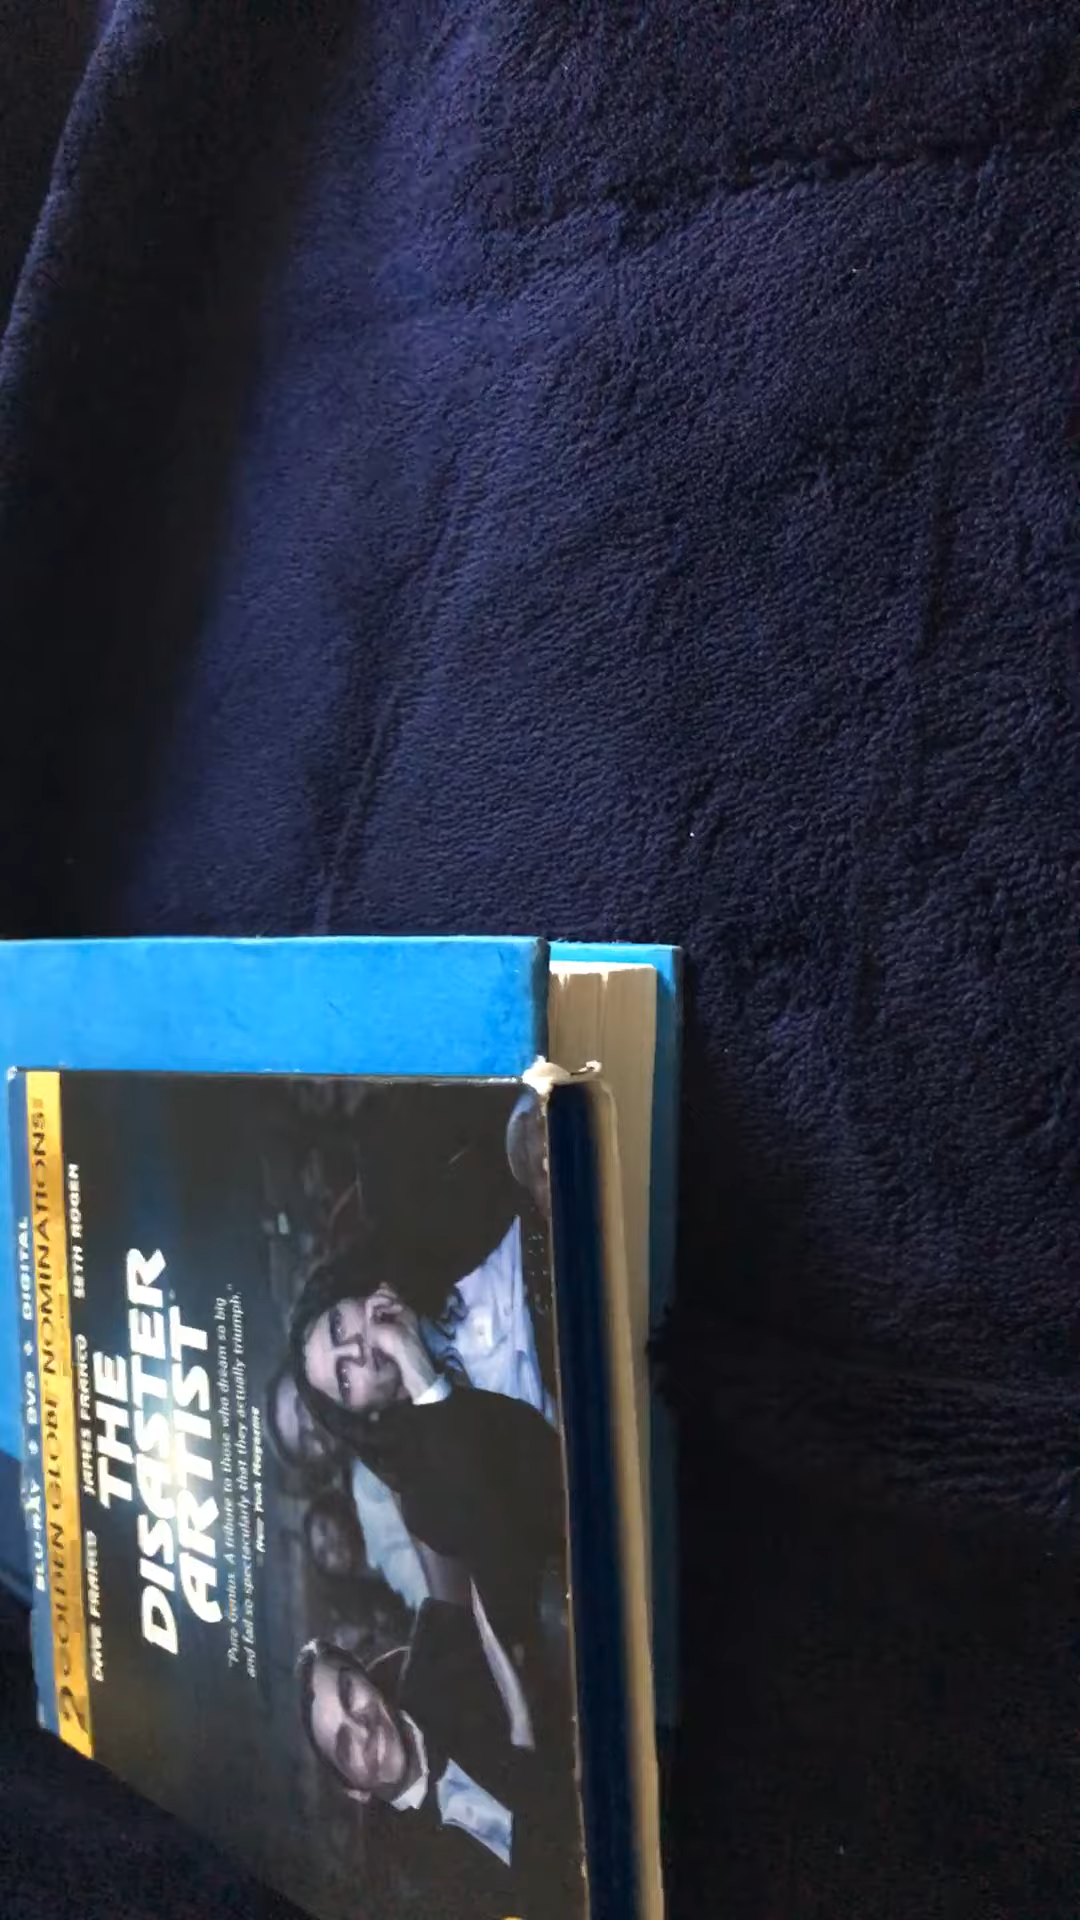 BLU-RAY + DVD + DIGITAL
2 GOLDEN GLOBE® NOMINATIONS
DAVE FRANCO JAMES FRANCO SETH ROGEN
THE
DISASTER
ARTIST
"Pure Genius. A tribute to those who dream so big
and fail so spectacularly that they actually triumph."
New York Magazine